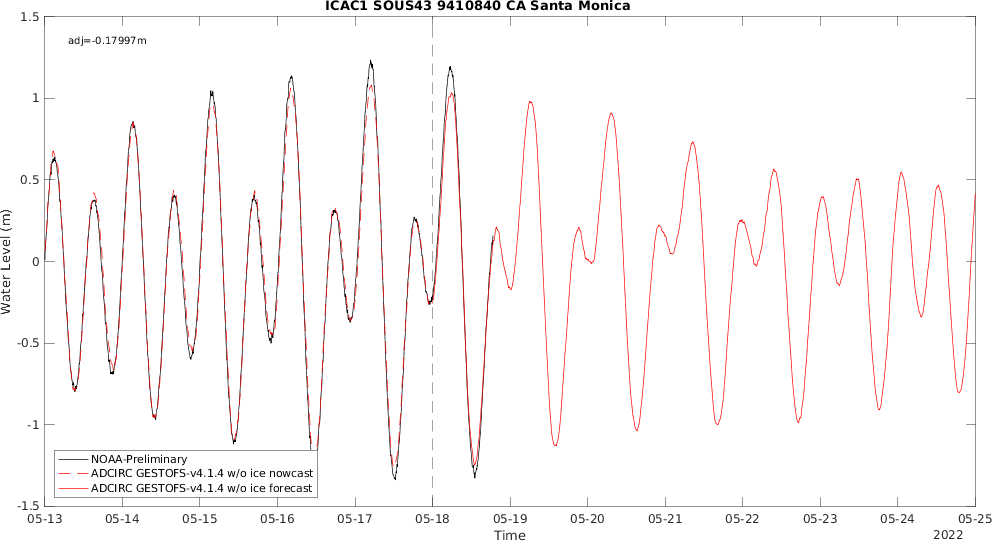 ICAC1 SOUS43 9410840 CA Santa Monica
adj=-0.17997m
1.5
1
0.5
0
-0.5
-1
-1.5
Water Level (m)
NOAA-Preliminary
ADCIRC GESTOFS-v4.1.4 w/o ice nowcast
ADCIRC GESTOFS-v4.1.4 w/o ice forecast
05-13 05-14 05-15 05-16 05-17 05-18 05-19 05-20 05-21 05-22 05-23 05-24 05-25
Time
2022